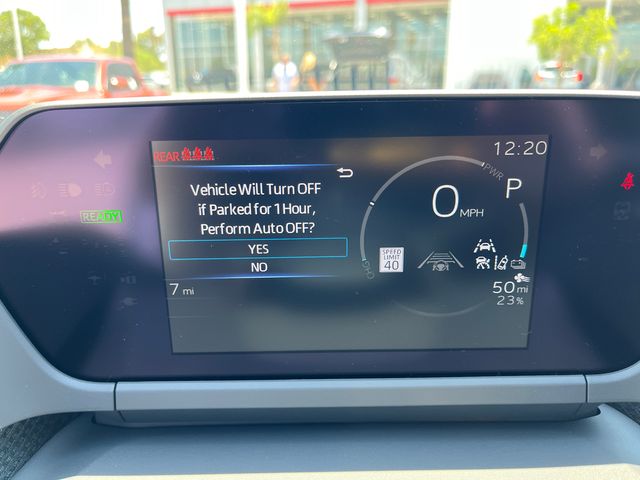 REAR
12:20
Vehicle Will Turn OFF
if Parked for 1 Hour,
Perform Auto OFF?
YES
NO
READY
PWR
P
0 MPH
SPEED
LIMIT
40
CHG
7 mi
50 mi
23%